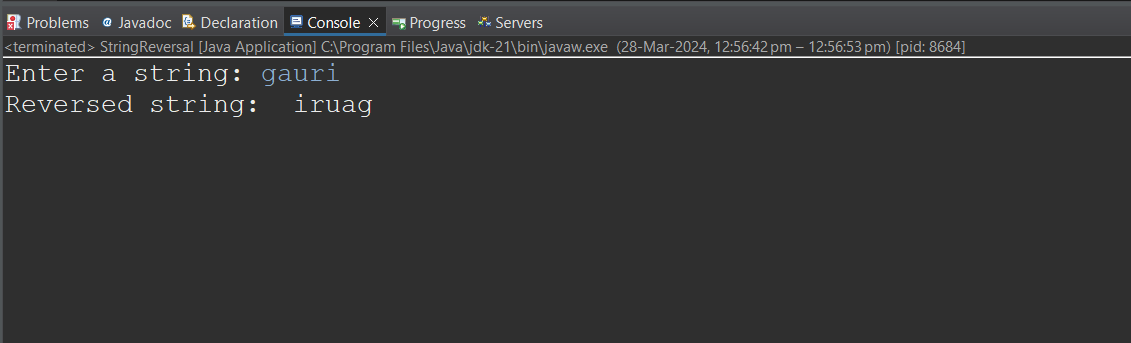 Problems @ Javadoc Declaration Console × Progress Servers
<terminated> StringReversal [Java Application] C:\Program Files\Java\jdk-21\bin\javaw.exe (28-Mar-2024, 12:56:42 pm – 12:56:53 pm) [pid: 8684]
Enter a string: gauri
Reversed string:  iruag